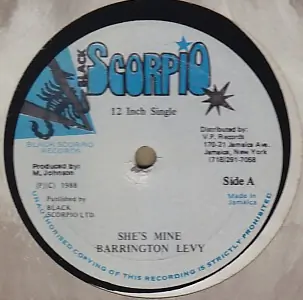 BLACK
SCORPIO
12 Inch Single
BLACK SCORPIO
RECORDS
Distributed by:
V.P. Records
170-21 Jamaica Ave.
Jamaica, New York
(718)291-7058
Produced by:
M. Johnson
(P)(C) 1988
Side A
Published by
BLACK
SCORPIO LTD
Made in
Jamaica
SHE'S MINE
BARRINGTON LEVY
UNAUTHORISED COPYING OF THIS RECORDING IS STRICTLY PROHIBITED